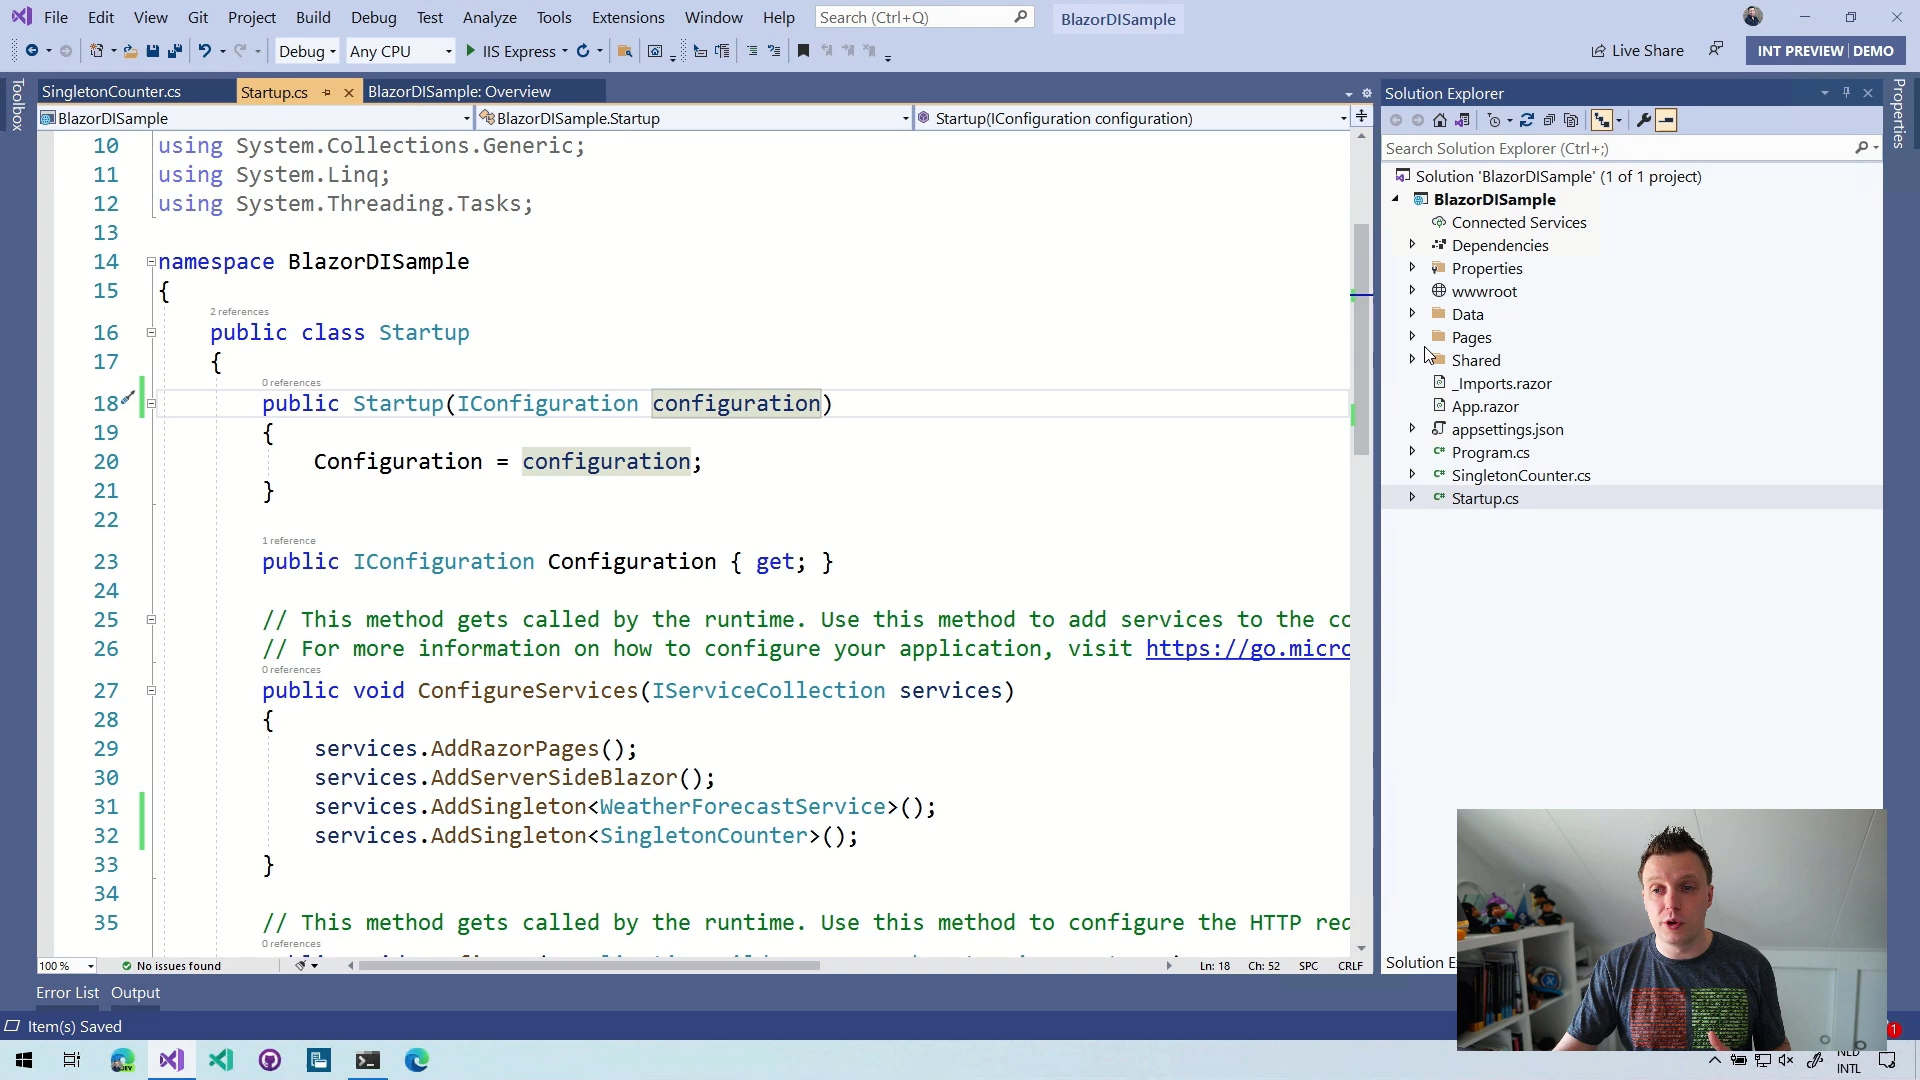 File Edit View Git Project Build Debug Test Analyze Tools Extensions Window Help Search (Ctrl+Q) BlazorDISample
Debug Any CPU IIS Express Live Share INT PREVIEW DEMO
Toolbox
SingletonCounter.cs Startup.cs BlazorDISample: Overview
BlazorDISample BlazorDISample.Startup Startup(IConfiguration configuration)
10 using System.Collections.Generic;
11 using System.Linq;
12 using System.Threading.Tasks;
13
14 namespace BlazorDISample
15 {
2 references
16 public class Startup
17 {
0 references
18 public Startup(IConfiguration configuration)
19 {
20 Configuration = configuration;
21 }
22
1 reference
23 public IConfiguration Configuration { get; }
24
25 // This method gets called by the runtime. Use this method to add services to the co
26 // For more information on how to configure your application, visit https://go.micro
0 references
27 public void ConfigureServices(IServiceCollection services)
28 {
29 services.AddRazorPages();
30 services.AddServerSideBlazor();
31 services.AddSingleton<WeatherForecastService>();
32 services.AddSingleton<SingletonCounter>();
33 }
34
35 // This method gets called by the runtime. Use this method to configure the HTTP rec
0 references
100 % No issues found Ln: 18 Ch: 52 SPC CRLF
Error List Output
Item(s) Saved
Solution Explorer
Properties
Search Solution Explorer (Ctrl+;)
Solution 'BlazorDISample' (1 of 1 project)
BlazorDISample
Connected Services
Dependencies
Properties
wwwroot
Data
Pages
Shared
_Imports.razor
App.razor
appsettings.json
Program.cs
SingletonCounter.cs
Startup.cs
Solution E
1
NLD
INTL